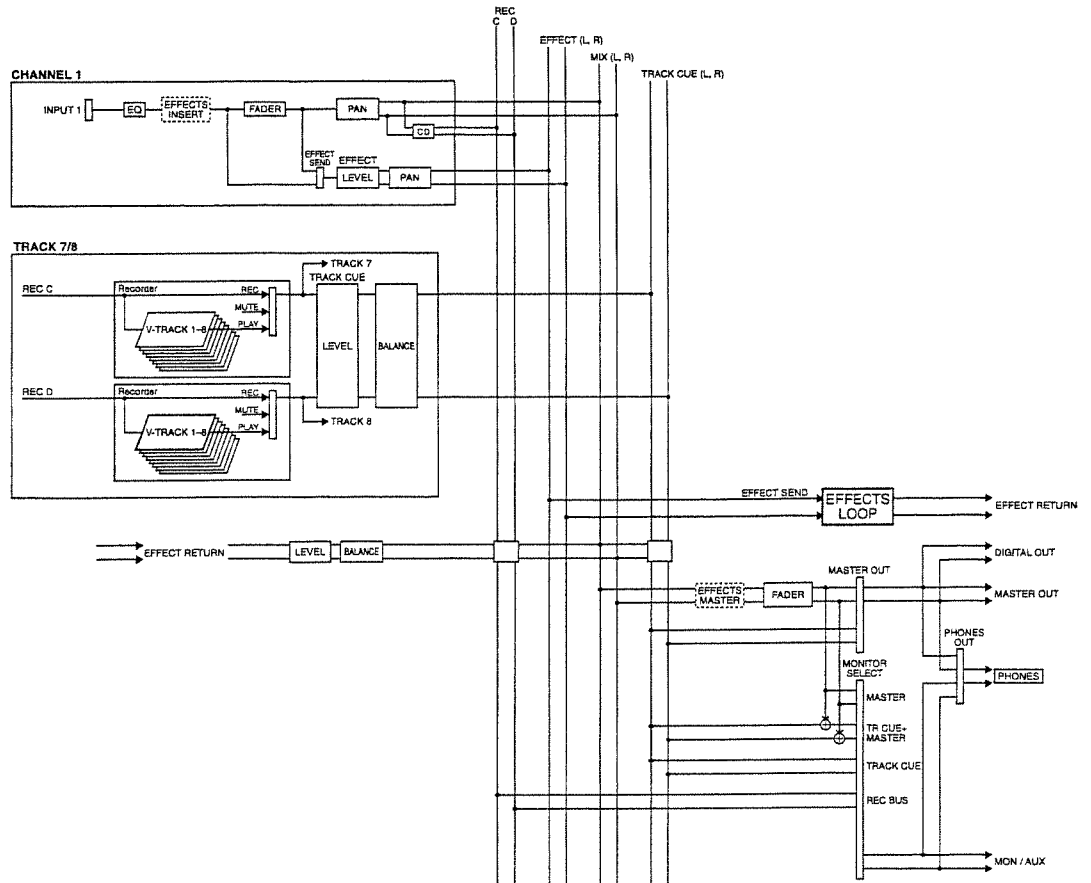 REC
C D
EFFECT (L, R)
MIX (L, R)
TRACK CUE (L, R)
CHANNEL 1
INPUT 1
EQ
EFFECTS
INSERT
FADER
PAN
CD
EFFECT
SEND
EFFECT
LEVEL
PAN
TRACK 7/8
REC C
Recorder
REC
MUTE
PLAY
V-TRACK 1–8
TRACK 7
TRACK CUE
LEVEL
BALANCE
REC D
Recorder
REC
MUTE
PLAY
V-TRACK 1–8
TRACK 8
EFFECT SEND
EFFECTS
LOOP
EFFECT RETURN
EFFECT RETURN
LEVEL
BALANCE
DIGITAL OUT
MASTER OUT
EFFECTS
MASTER
FADER
MASTER OUT
PHONES
OUT
MONITOR
SELECT
PHONES
MASTER
TR CUE+
MASTER
TRACK CUE
REC BUS
MON / AUX